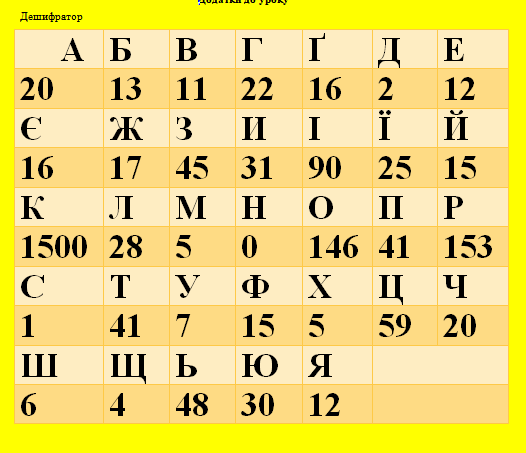 Додатки до уроку
Дешифратор
А Б В Г Ґ Д Е
20 13 11 22 16 2 12
Є Ж З И І Ї Й
16 17 45 31 90 25 15
К Л М Н О П Р
1500 28 5 0 146 41 153
С Т У Ф Х Ц Ч
1 41 7 15 5 59 20
Ш Щ Ь Ю Я
6 4 48 30 12